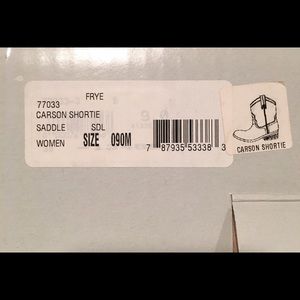 FRYE
77033
CARSON SHORTIE
SADDLE SDL
WOMEN SIZE 090M
7 87935 53338 3
CARSON SHORTIE